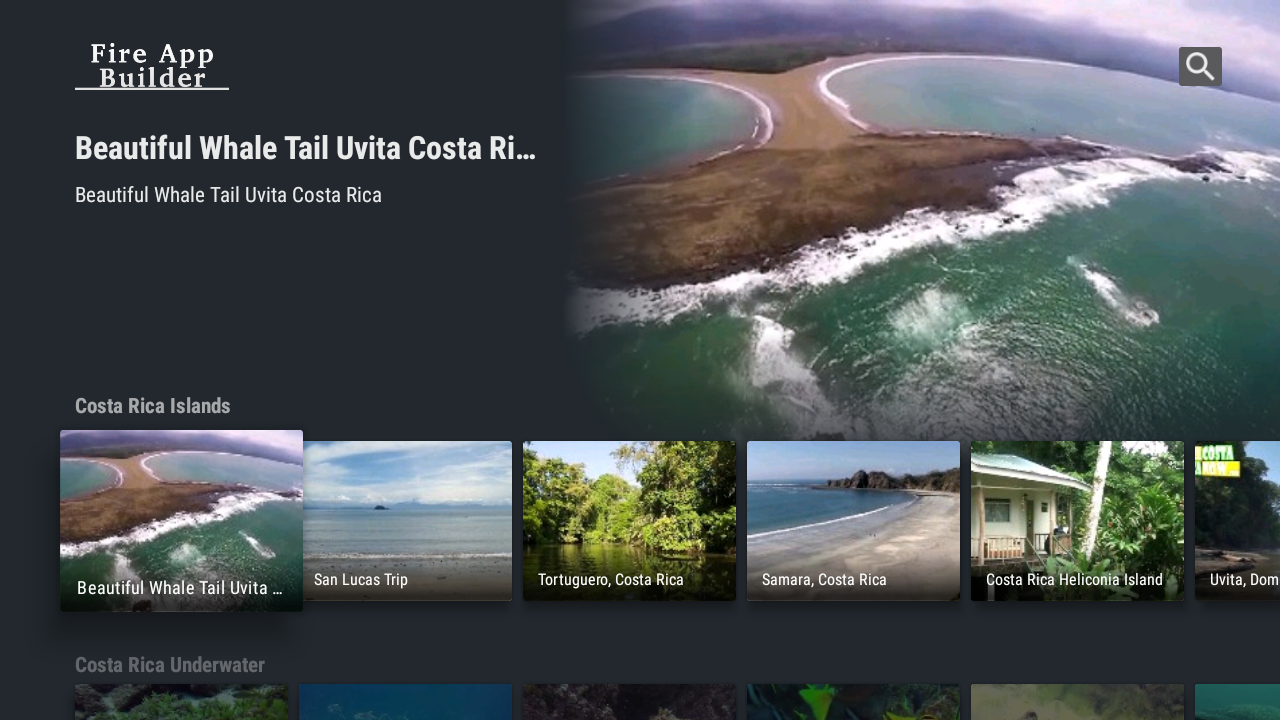 Fire App
Builder
Beautiful Whale Tail Uvita Costa Ri...
Beautiful Whale Tail Uvita Costa Rica
Costa Rica Islands
Beautiful Whale Tail Uvita ...
San Lucas Trip
Tortuguero, Costa Rica
Samara, Costa Rica
Costa Rica Heliconia Island
COSTA
Uvita, Dom
Costa Rica Underwater